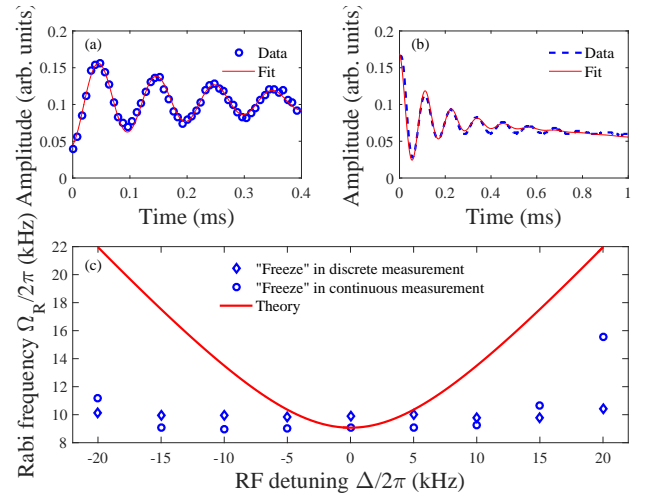 (a)
Data
Fit
0.2
0.15
0.1
0.05
0
0
0.1
0.2
0.3
0.4
Time (ms)
Amplitude (arb. units)
(b)
Data
Fit
0.2
0.15
0.1
0.05
0
0
0.2
0.4
0.6
0.8
1
Time (ms)
Amplitude (arb. units)
(c)
"Freeze" in discrete measurement
"Freeze" in continuous measurement
Theory
22
20
18
16
14
12
10
8
-20
-15
-10
-5
0
5
10
15
20
RF detuning Δ/2π (kHz)
Rabi frequency Ω_R/2π (kHz)